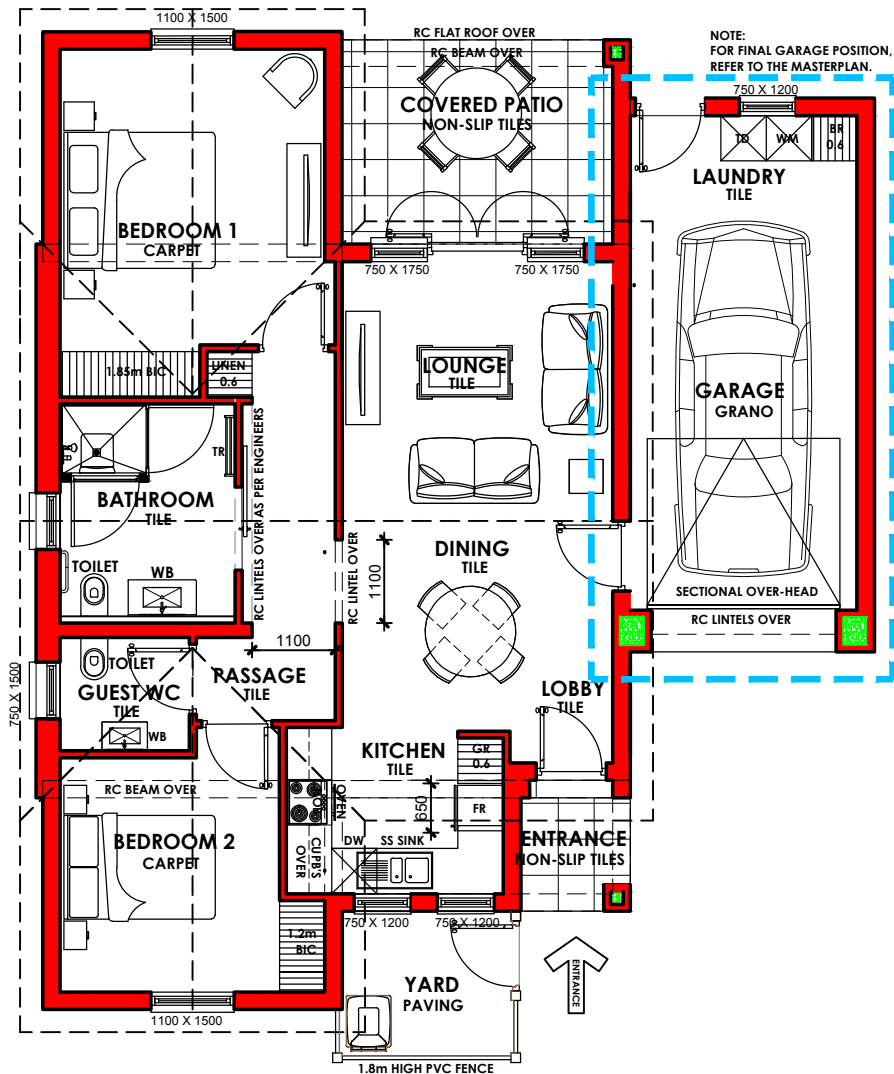 1100 X 1500
RC FLAT ROOF OVER
RC BEAM OVER
NOTE:
FOR FINAL GARAGE POSITION,
REFER TO THE MASTERPLAN.
750 X 1200
COVERED PATIO
NON-SLIP TILES
TD
WM
BR
0.6
LAUNDRY
TILE
BEDROOM 1
CARPET
750 X 1750
750 X 1750
1.85m BIC
LINEN
0.6
LOUNGE
TILE
GARAGE
GRANO
TR
RC LINTELS OVER AS PER ENGINEERS
BATHROOM
TILE
RC LINTEL OVER
1100
DINING
TILE
TOILET
WB
SECTIONAL OVER-HEAD
RC LINTELS OVER
1100
TOILET
GUEST WC
TILE
WB
PASSAGE
TILE
750 X 1500
LOBBY
TILE
KITCHEN
TILE
GR
0.6
RC BEAM OVER
HOB
OVEN
650
FR
BEDROOM 2
CARPET
CUPB'S
OVER
DW
SS SINK
ENTRANCE
NON-SLIP TILES
750 X 1200
750 X 1200
1.2m
BIC
YARD
PAVING
ENTRANCE
1100 X 1500
1.8m HIGH PVC FENCE